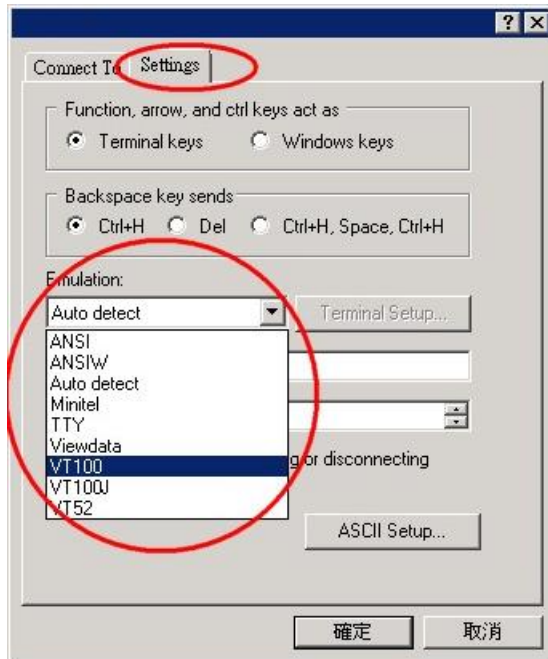 Connect To Settings
Function, arrow, and ctrl keys act as
Terminal keys Windows keys
Backspace key sends
Ctrl+H Del Ctrl+H, Space, Ctrl+H
Emulation:
Auto detect Terminal Setup...
ANSI
ANSIW
Auto detect
Minitel
TTY
Viewdata
VT100 g or disconnecting
VT100J
VT52
ASCII Setup...
確定 取消